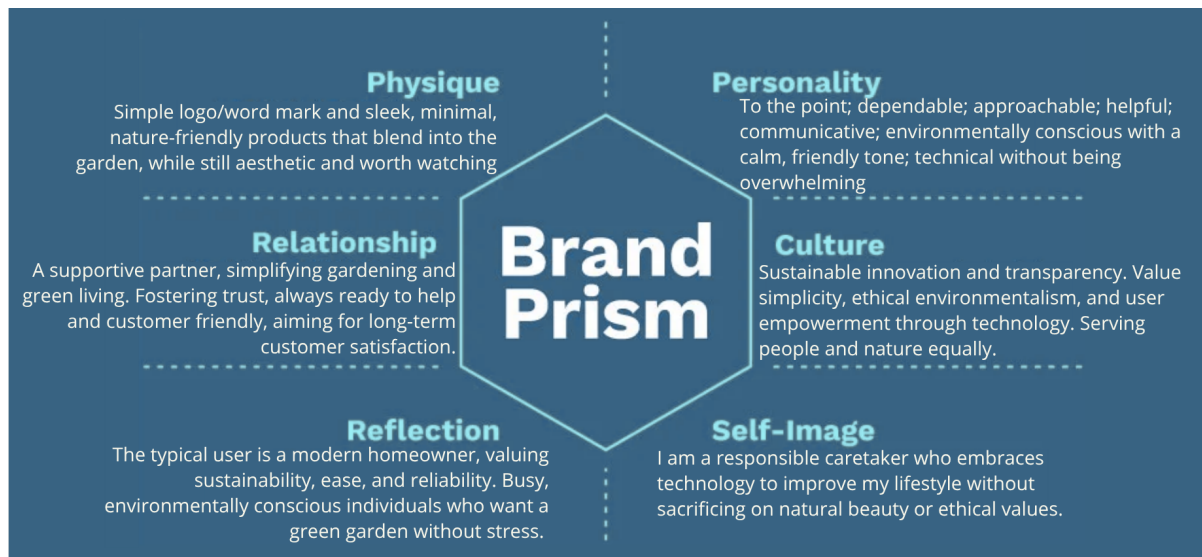 Physique
Simple logo/word mark and sleek, minimal,
nature-friendly products that blend into the
garden, while still aesthetic and worth watching
Personality
To the point; dependable; approachable; helpful;
communicative; environmentally conscious with a
calm, friendly tone; technical without being
overwhelming
Relationship
A supportive partner, simplifying gardening and
green living. Fostering trust, always ready to help
and customer friendly, aiming for long-term
customer satisfaction.
Brand
Prism
Culture
Sustainable innovation and transparency. Value
simplicity, ethical environmentalism, and user
empowerment through technology. Serving
people and nature equally.
Reflection
The typical user is a modern homeowner, valuing
sustainability, ease, and reliability. Busy,
environmentally conscious individuals who want a
green garden without stress.
Self-Image
I am a responsible caretaker who embraces
technology to improve my lifestyle without
sacrificing on natural beauty or ethical values.